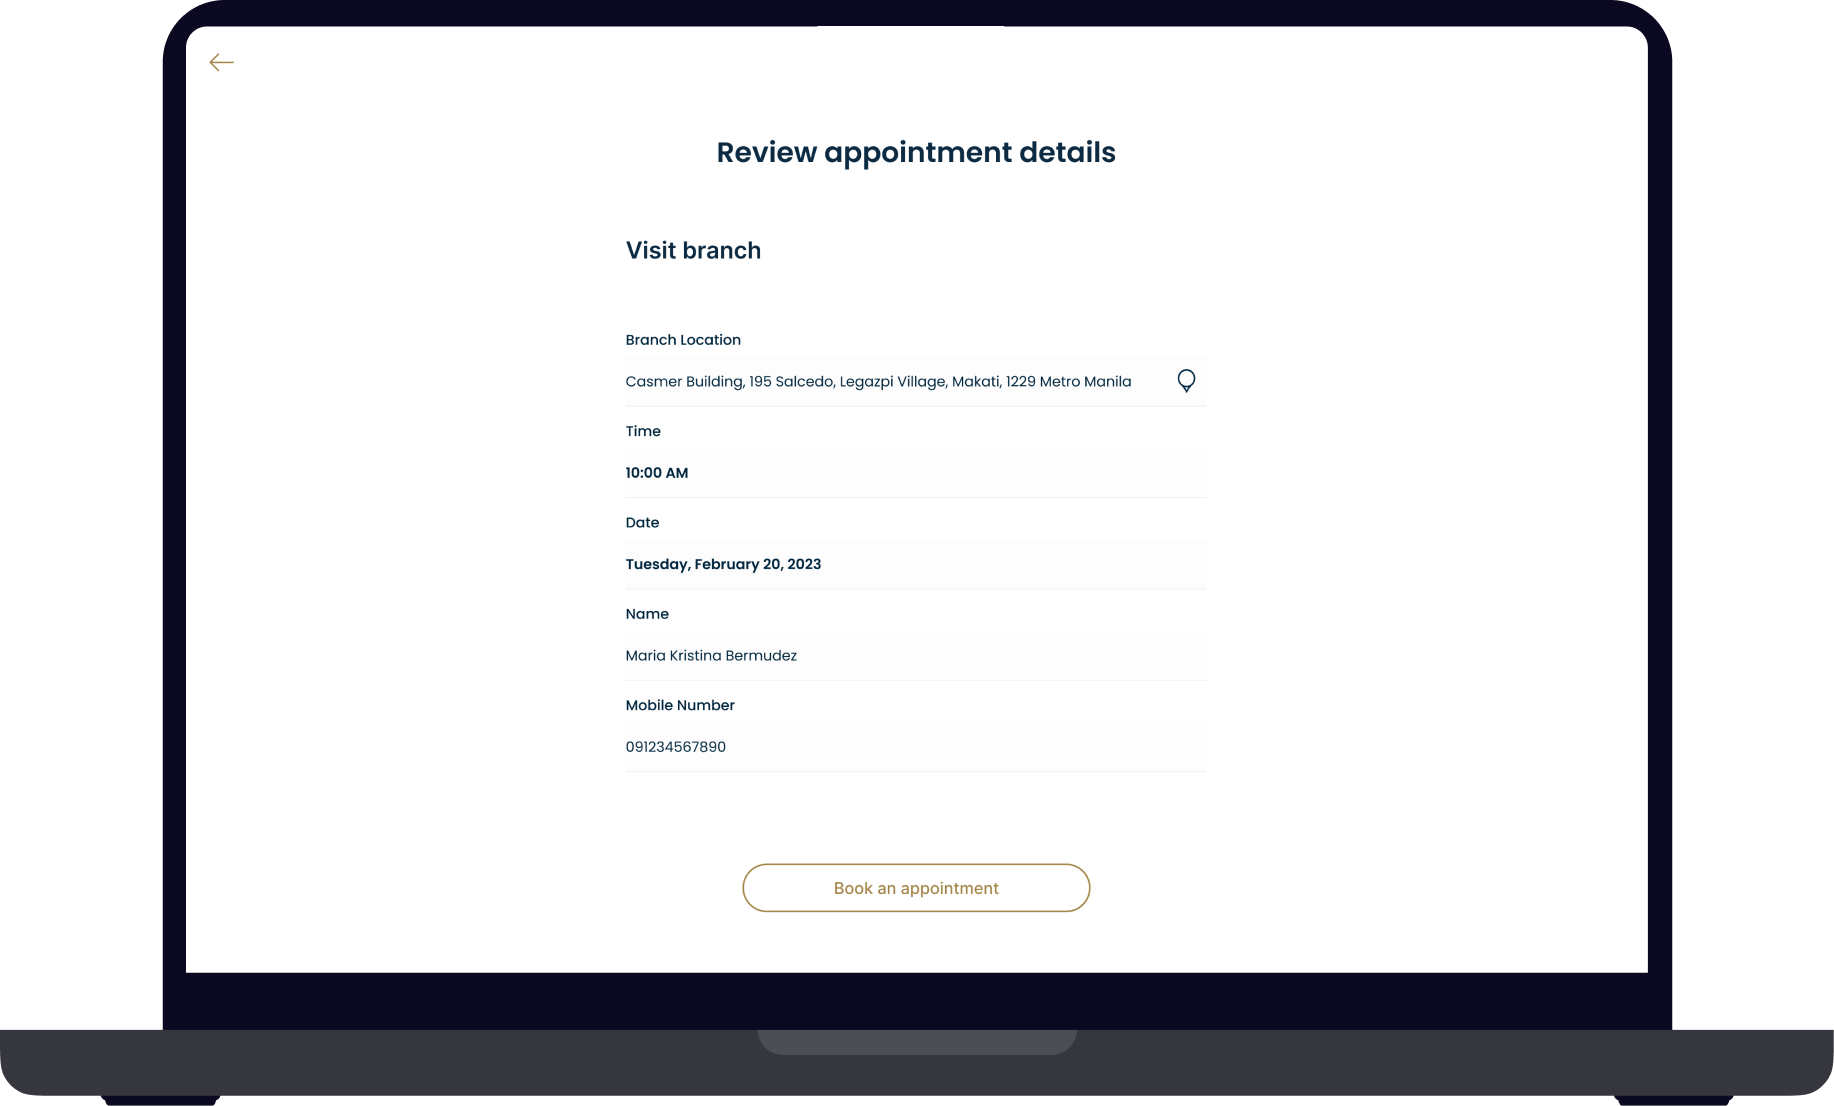 Review appointment details
Visit branch
Branch Location
Casmer Building, 195 Salcedo, Legazpi Village, Makati, 1229 Metro Manila
Time
10:00 AM
Date
Tuesday, February 20, 2023
Name
Maria Kristina Bermudez
Mobile Number
091234567890
Book an appointment